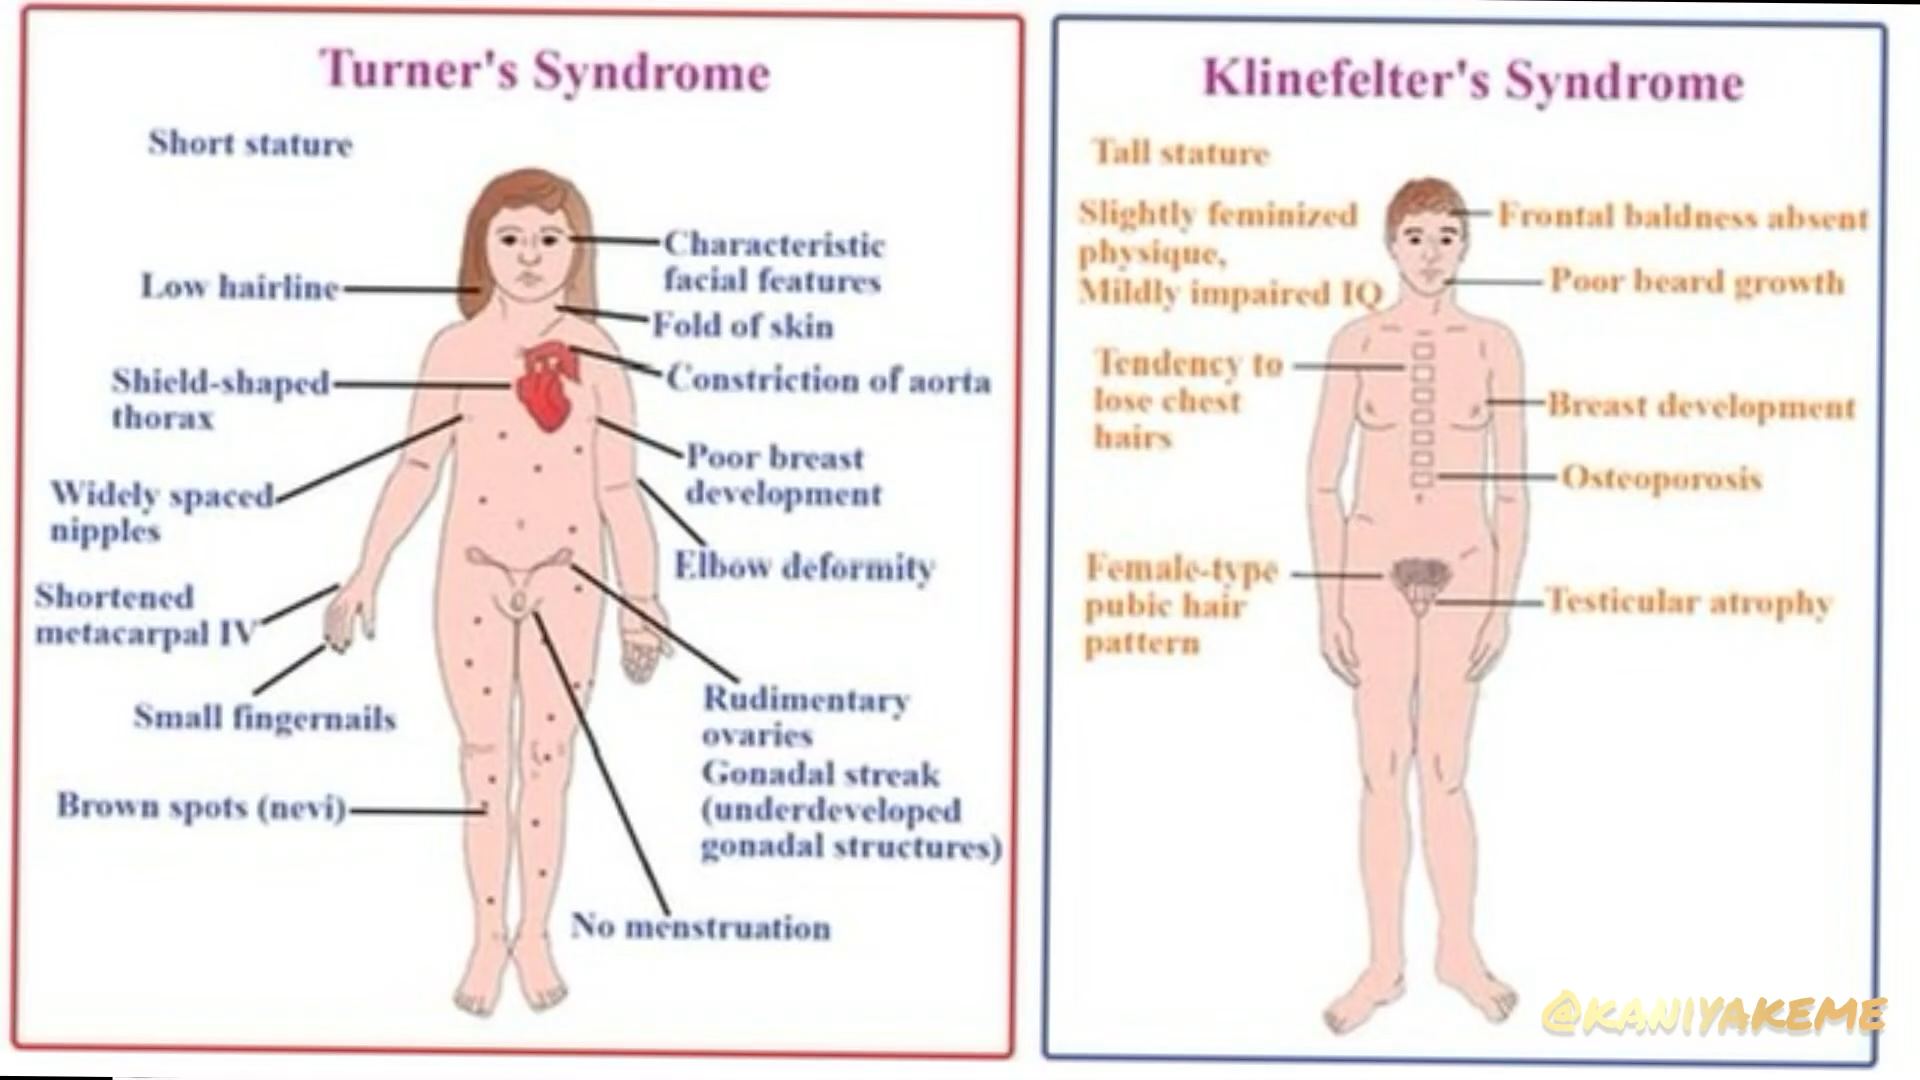 Turner's Syndrome
Short stature
Characteristic
facial features
Low hairline
Fold of skin
Shield-shaped
thorax
Constriction of aorta
Widely spaced
nipples
Poor breast
development
Elbow deformity
Shortened
metacarpal IV
Small fingernails
Rudimentary
ovaries
Gonadal streak
(underdeveloped
gonadal structures)
Brown spots (nevi)
No menstruation
Klinefelter's Syndrome
Tall stature
Slightly feminized
physique,
Mildly impaired IQ
Frontal baldness absent
Poor beard growth
Tendency to
lose chest
hairs
Breast development
Osteoporosis
Female-type
pubic hair
pattern
Testicular atrophy
@KANIYAKEME